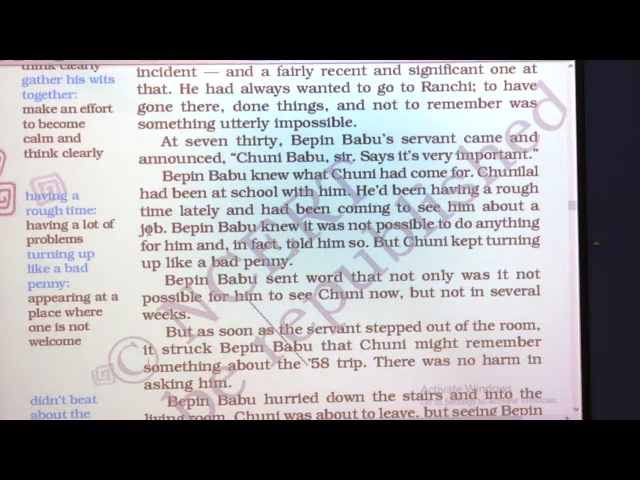 think clearly
gather his wits
together:
make an effort
to become
calm and
think clearly
having a
rough time:
having a lot of
problems
turning up
like a bad
penny:
appearing at a
place where
one is not
welcome
didn't beat
about the
incident — and a fairly recent and significant one at
that. He had always wanted to go to Ranchi; to have
gone there, done things, and not to remember was
something utterly impossible.
At seven thirty, Bepin Babu's servant came and
announced, "Chuni Babu, sir. Says it's very important."
Bepin Babu knew what Chuni had come for. Chunilal
had been at school with him. He'd been having a rough
time lately and had been coming to see him about a
job. Bepin Babu knew it was not possible to do anything
for him and, in fact, told him so. But Chuni kept turning
up like a bad penny.
Bepin Babu sent word that not only was it not
possible for him to see Chuni now, but not in several
weeks.
But as soon as the servant stepped out of the room,
it struck Bepin Babu that Chuni might remember
something about the '58 trip. There was no harm in
asking him.
Bepin Babu hurried down the stairs and into the
living room. Chuni was about to leave, but seeing Bepin
© NCERT
be republished
Activate Windows
Go to Settings to activate Windows.